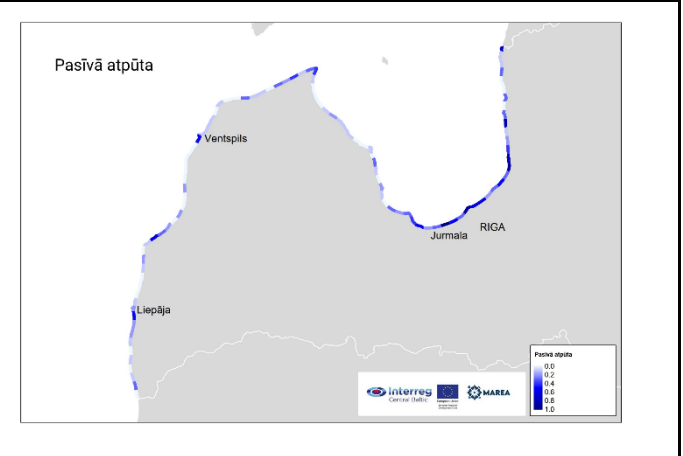 Pasīvā atpūta
Ventspils
RIGA
Jurmala
Liepāja
Pasīvā atpūta
0.0
0.2
0.4
0.6
0.8
1.0
Interreg
Central Baltic
MAREA